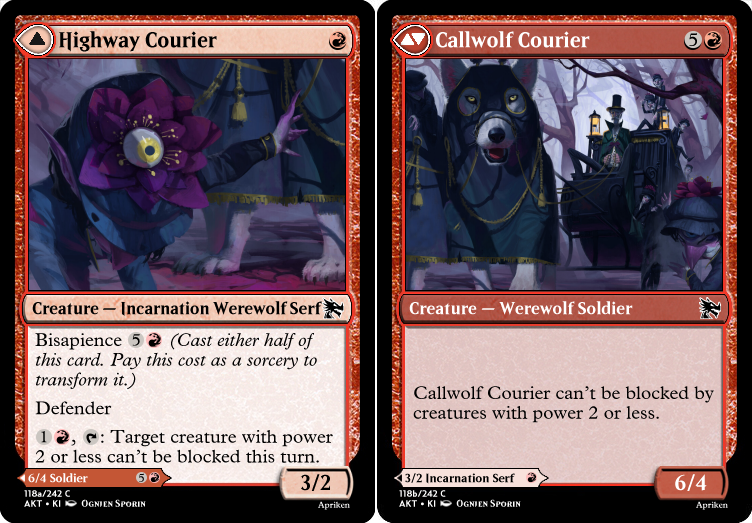 Highway Courier
Creature — Incarnation Werewolf Serf
Bisapience 5 (Cast either half of
this card. Pay this cost as a sorcery to
transform it.)
Defender
1, : Target creature with power
2 or less can't be blocked this turn.
6/4 Soldier 5
3/2
118a/242 C
AKT • KI Ognien Sporin
Apriken
Callwolf Courier 5
Creature — Werewolf Soldier
Callwolf Courier can't be blocked by
creatures with power 2 or less.
3/2 Incarnation Serf
6/4
118b/242 C
AKT • KI Ognien Sporin
Apriken